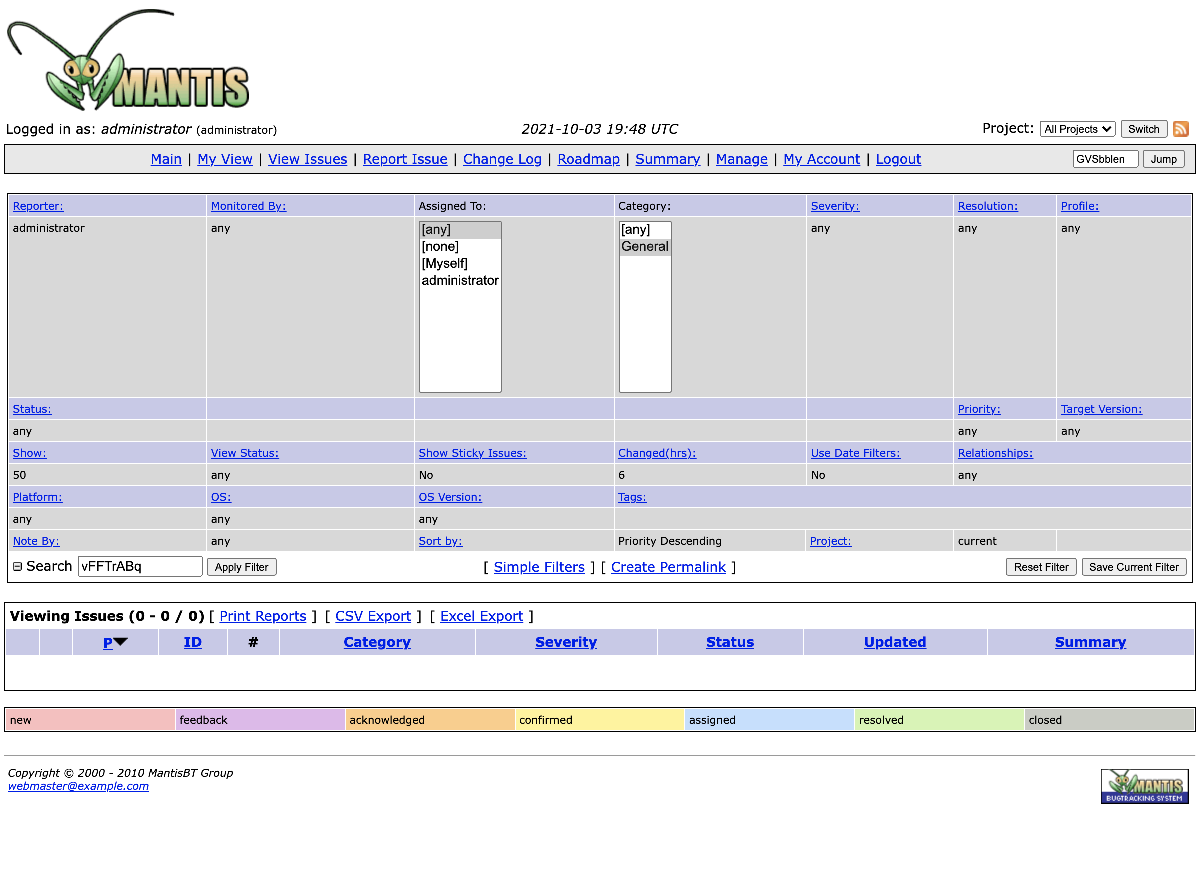 MANTIS
Logged in as: administrator (administrator) 2021-10-03 19:48 UTC Project: All Projects Switch
Main | My View | View Issues | Report Issue | Change Log | Roadmap | Summary | Manage | My Account | Logout GVSbblen Jump
Reporter: Monitored By: Assigned To: Category: Severity: Resolution: Profile:
administrator any [any] [any] any any any
[none] General
[Myself]
administrator
Status: Priority: Target Version:
any any any
Show: View Status: Show Sticky Issues: Changed(hrs): Use Date Filters: Relationships:
50 any No 6 No any
Platform: OS: OS Version: Tags:
any any any
Note By: any Sort by: Priority Descending Project: current
Search vFFTrABq Apply Filter [ Simple Filters ] [ Create Permalink ] Reset Filter Save Current Filter
Viewing Issues (0 - 0 / 0) [ Print Reports ] [ CSV Export ] [ Excel Export ]
P ID # Category Severity Status Updated Summary
new feedback acknowledged confirmed assigned resolved closed
Copyright © 2000 - 2010 MantisBT Group
webmaster@example.com
MANTIS
BUGTRACKING SYSTEM